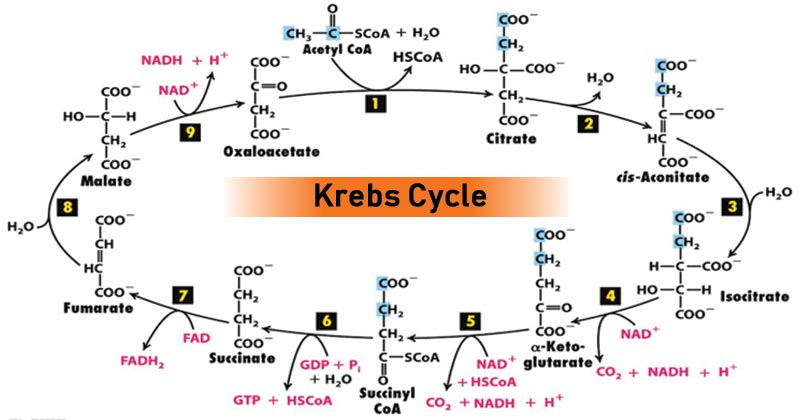 O
CH₃—C—SCoA + H₂O
Acetyl CoA
HSCoA
NADH + H⁺
NAD⁺
9
COO⁻
C=O
CH₂
COO⁻
Oxaloacetate
1
COO⁻
CH₂
HO—C—COO⁻
CH₂
COO⁻
Citrate
H₂O
2
COO⁻
CH₂
C—COO⁻
HC
COO⁻
cis-Aconitate
COO⁻
HO—C—H
CH₂
COO⁻
Malate
Krebs Cycle
3
H₂O
8
H₂O
COO⁻
CH
HC
COO⁻
Fumarate
7
FAD
FADH₂
COO⁻
CH₂
CH₂
COO⁻
Succinate
6
GDP + Pᵢ
+ H₂O
GTP + HSCoA
COO⁻
CH₂
CH₂
C—SCoA
O
Succinyl
CoA
5
NAD⁺
+ HSCoA
CO₂ + NADH + H⁺
COO⁻
CH₂
CH₂
C=O
COO⁻
α-Keto-
glutarate
4
NAD⁺
CO₂ + NADH + H⁺
COO⁻
CH₂
H—C—COO⁻
HO—C—H
COO⁻
Isocitrate